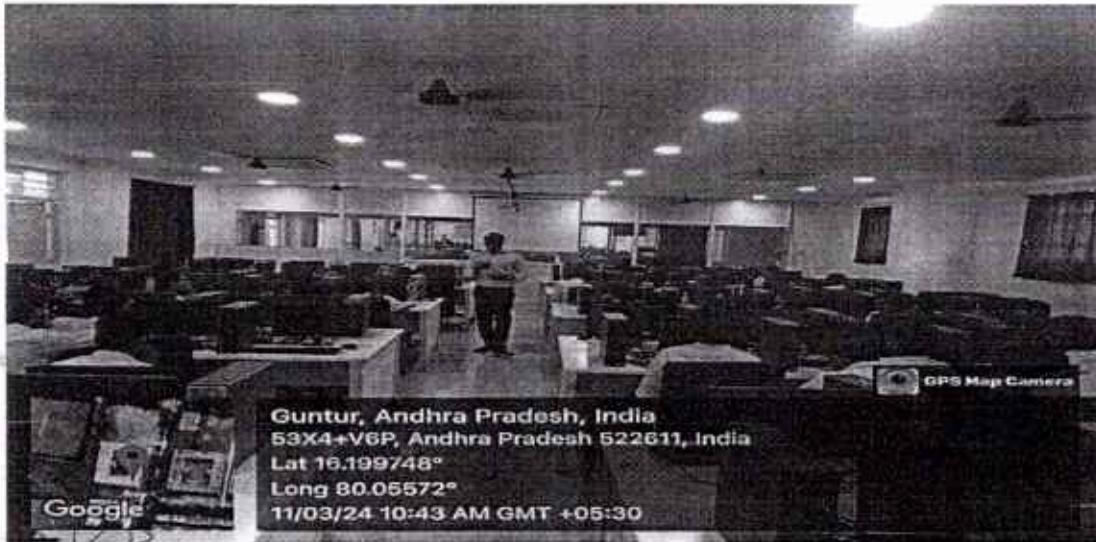 GPS Map Camera
Guntur, Andhra Pradesh, India
53X4+V6P, Andhra Pradesh 522611, India
Lat 16.199748°
Long 80.05572°
11/03/24 10:43 AM GMT +05:30
Google